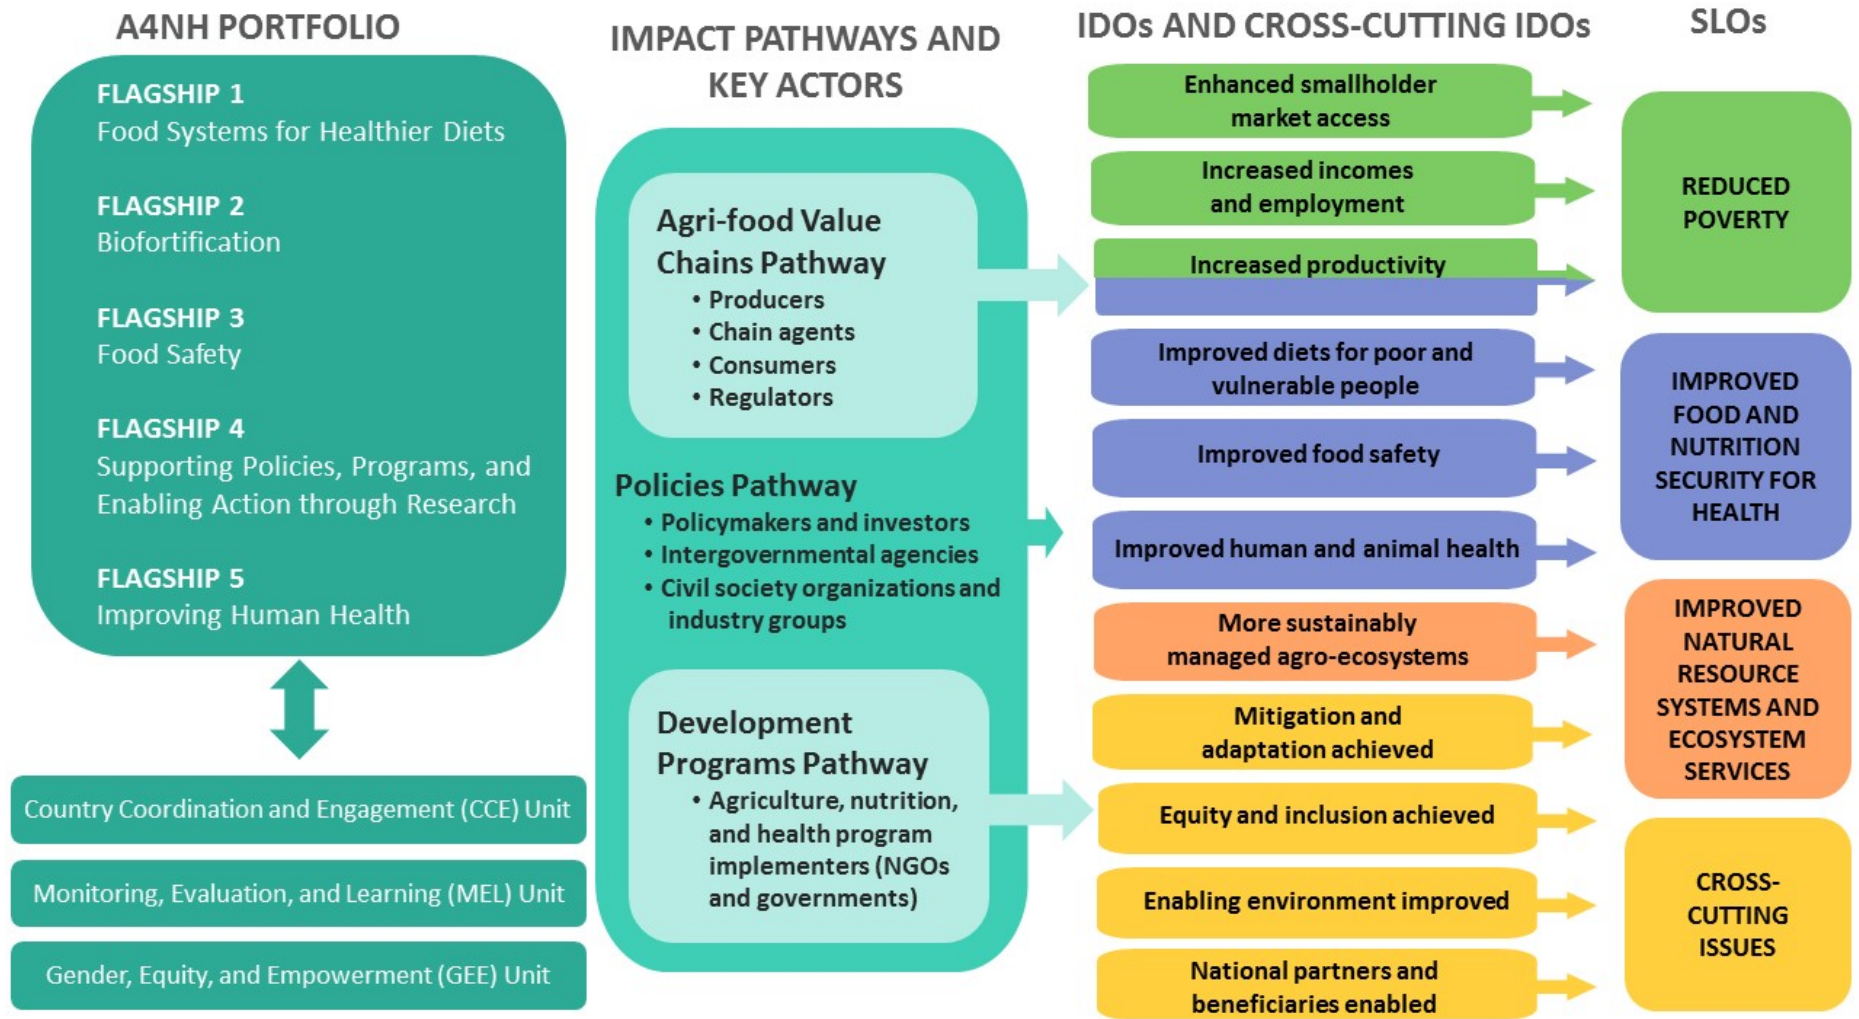 A4NH PORTFOLIO
FLAGSHIP 1
Food Systems for Healthier Diets
FLAGSHIP 2
Biofortification
FLAGSHIP 3
Food Safety
FLAGSHIP 4
Supporting Policies, Programs, and
Enabling Action through Research
FLAGSHIP 5
Improving Human Health
Country Coordination and Engagement (CCE) Unit
Monitoring, Evaluation, and Learning (MEL) Unit
Gender, Equity, and Empowerment (GEE) Unit
IMPACT PATHWAYS AND
KEY ACTORS
Agri-food Value
Chains Pathway
• Producers
• Chain agents
• Consumers
• Regulators
Policies Pathway
• Policymakers and investors
• Intergovernmental agencies
• Civil society organizations and
industry groups
Development
Programs Pathway
• Agriculture, nutrition,
and health program
implementers (NGOs
and governments)
IDOs AND CROSS-CUTTING IDOs
Enhanced smallholder
market access
Increased incomes
and employment
Increased productivity
Improved diets for poor and
vulnerable people
Improved food safety
Improved human and animal health
More sustainably
managed agro-ecosystems
Mitigation and
adaptation achieved
Equity and inclusion achieved
Enabling environment improved
National partners and
beneficiaries enabled
SLOs
REDUCED
POVERTY
IMPROVED
FOOD AND
NUTRITION
SECURITY FOR
HEALTH
IMPROVED
NATURAL
RESOURCE
SYSTEMS AND
ECOSYSTEM
SERVICES
CROSS-
CUTTING
ISSUES